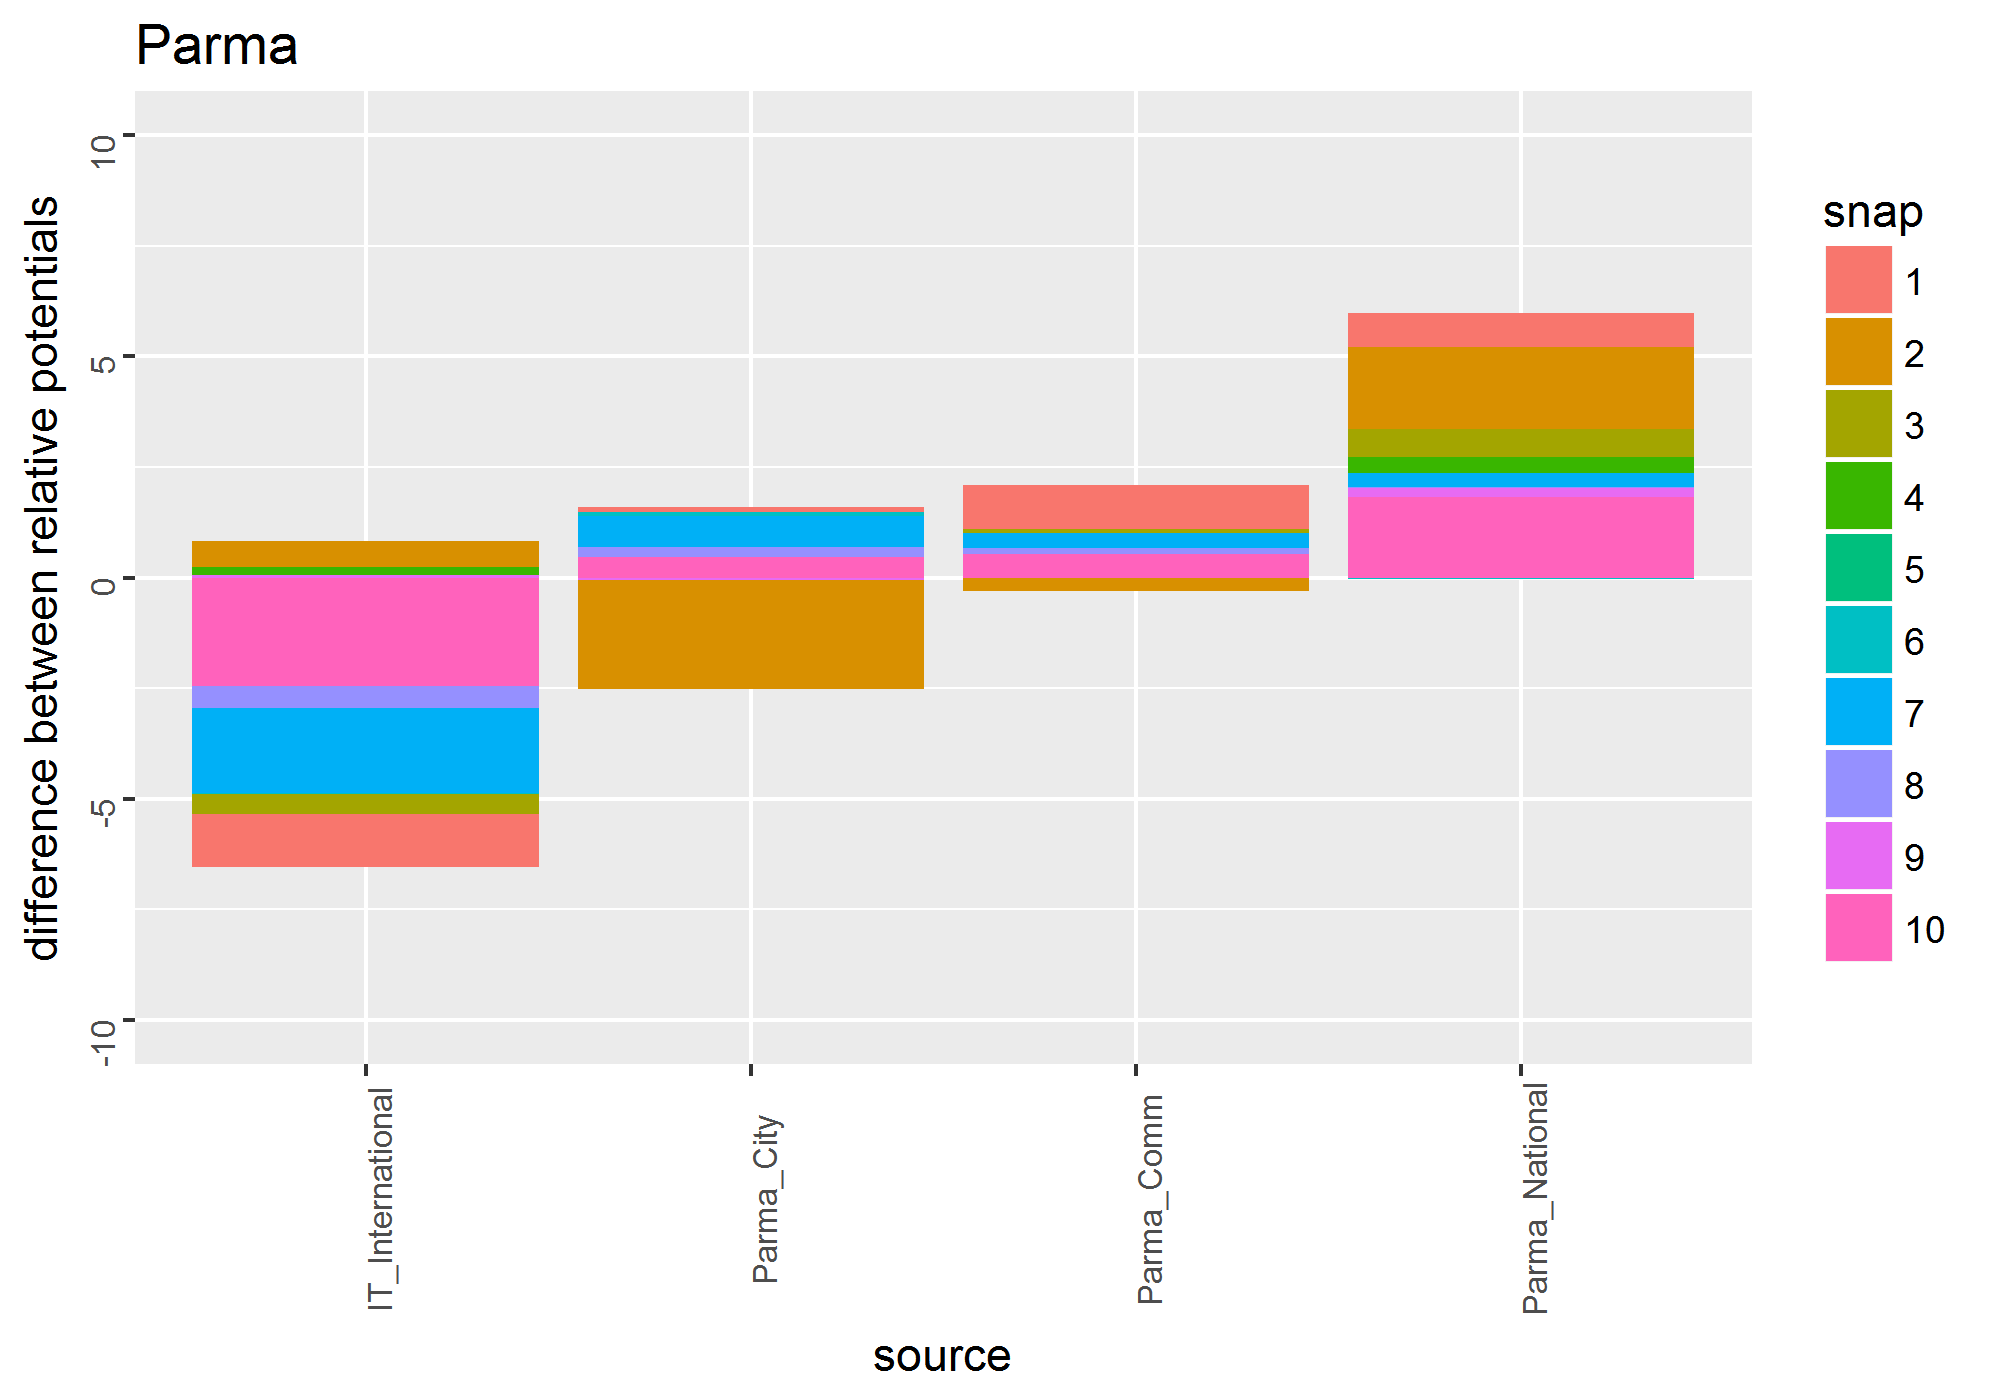 Parma
difference between relative potentials
10
5
0
-5
-10
IT_International
Parma_City
Parma_Comm
Parma_National
source
snap
1
2
3
4
5
6
7
8
9
10